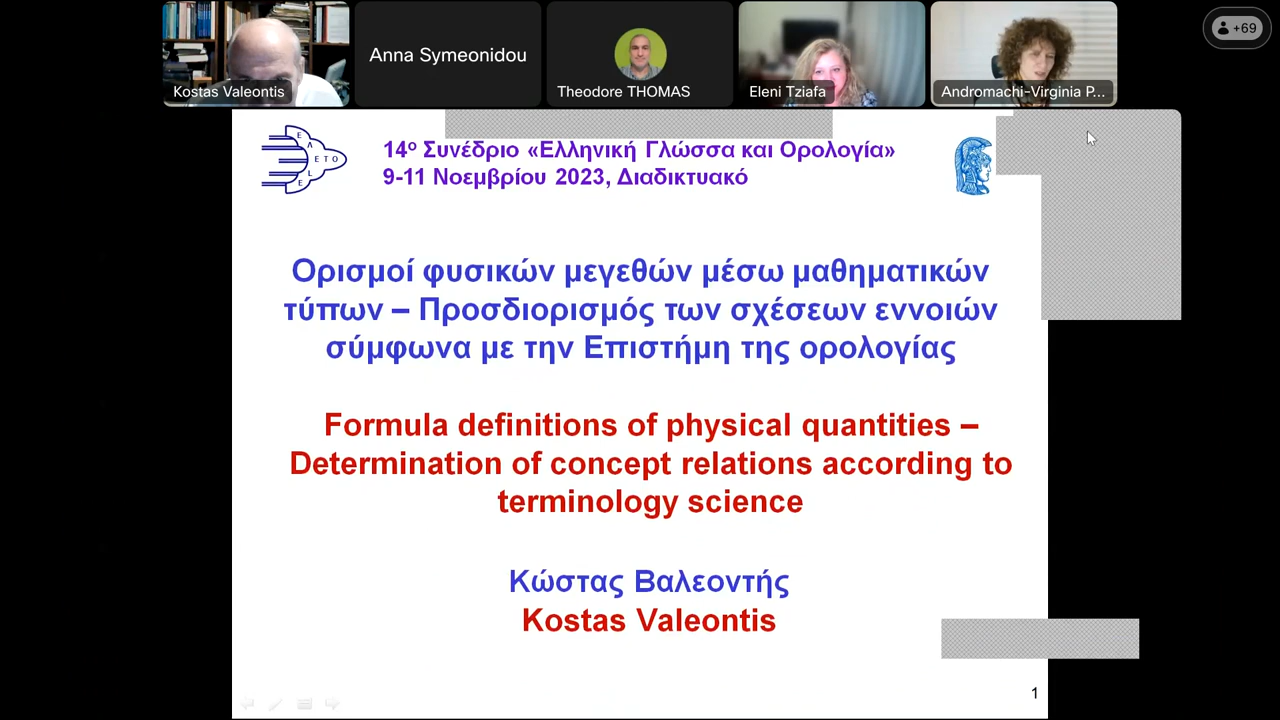 Kostas Valeontis
Anna Symeonidou
Theodore THOMAS
Eleni Tziafa
Andromachi-Virginia P...
+69
Ε
Λ
Ε Τ Ο
L
E
14ο Συνέδριο «Ελληνική Γλώσσα και Ορολογία»
9-11 Νοεμβρίου 2023, Διαδικτυακό
Ορισμοί φυσικών μεγεθών μέσω μαθηματικών
τύπων – Προσδιορισμός των σχέσεων εννοιών
σύμφωνα με την Επιστήμη της ορολογίας
Formula definitions of physical quantities –
Determination of concept relations according to
terminology science
Κώστας Βαλεοντής
Kostas Valeontis
1